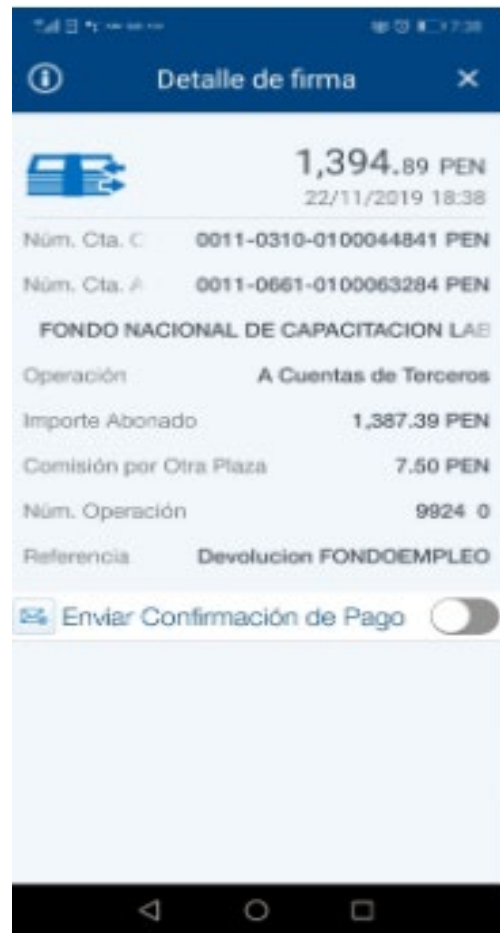 7:38
Detalle de firma
1,394.89 PEN
22/11/2019 18:38
Núm. Cta. C 0011-0310-0100044841 PEN
Núm. Cta. A 0011-0661-0100063284 PEN
FONDO NACIONAL DE CAPACITACION LAB
Operación A Cuentas de Terceros
Importe Abonado 1,387.39 PEN
Comisión por Otra Plaza 7.50 PEN
Núm. Operación 9924 0
Referencia Devolucion FONDOEMPLEO
Enviar Confirmación de Pago